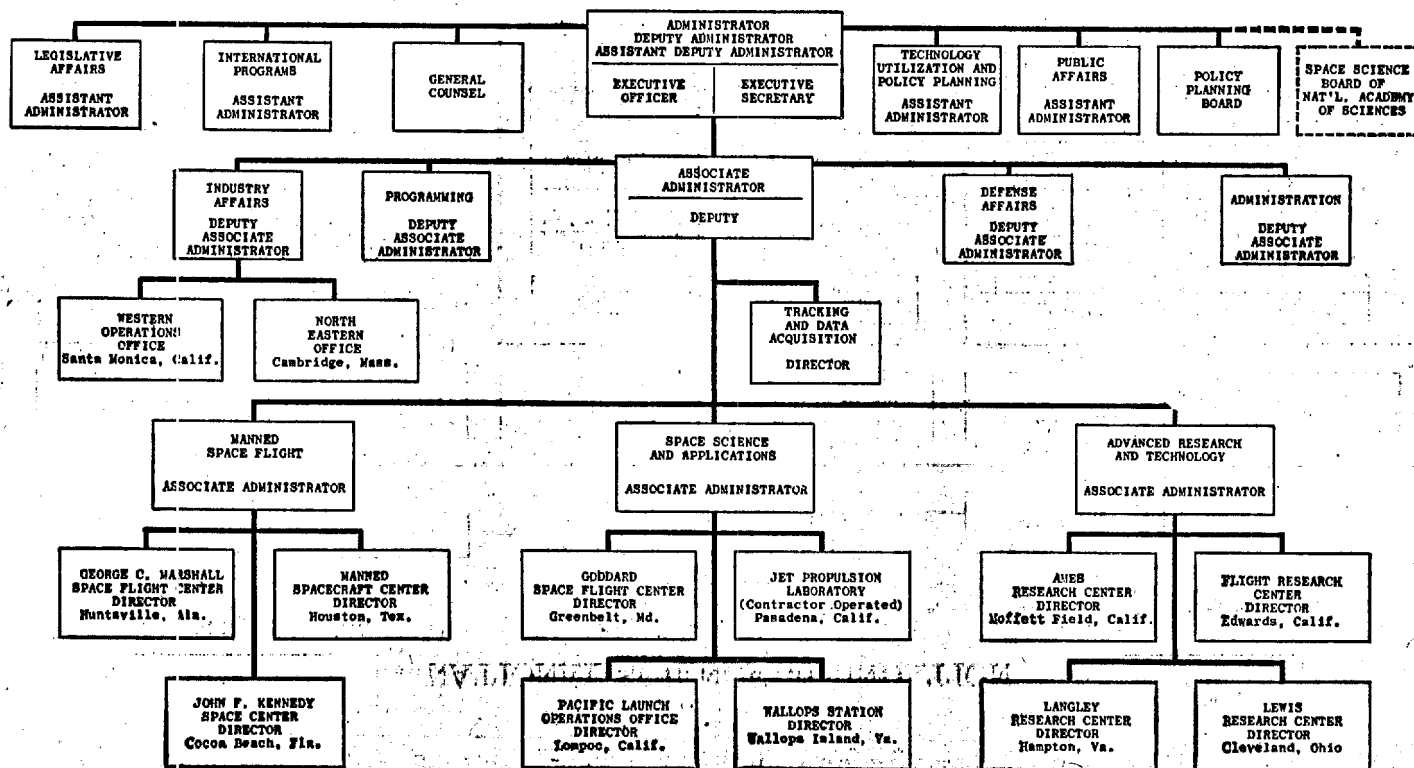 ADMINISTRATOR
DEPUTY ADMINISTRATOR
ASSISTANT DEPUTY ADMINISTRATOR
EXECUTIVE
OFFICER
EXECUTIVE
SECRETARY
LEGISLATIVE
AFFAIRS
ASSISTANT
ADMINISTRATOR
INTERNATIONAL
PROGRAMS
ASSISTANT
ADMINISTRATOR
GENERAL
COUNSEL
TECHNOLOGY
UTILIZATION AND
POLICY PLANNING
ASSISTANT
ADMINISTRATOR
PUBLIC
AFFAIRS
ASSISTANT
ADMINISTRATOR
POLICY
PLANNING
BOARD
SPACE SCIENCE
BOARD OF
NAT'L. ACADEMY
OF SCIENCES
ASSOCIATE
ADMINISTRATOR
DEPUTY
INDUSTRY
AFFAIRS
DEPUTY
ASSOCIATE
ADMINISTRATOR
PROGRAMMING
DEPUTY
ASSOCIATE
ADMINISTRATOR
DEFENSE
AFFAIRS
DEPUTY
ASSOCIATE
ADMINISTRATOR
ADMINISTRATION
DEPUTY
ASSOCIATE
ADMINISTRATOR
WESTERN
OPERATIONS
OFFICE
Santa Monica, Calif.
NORTH
EASTERN
OFFICE
Cambridge, Mass.
TRACKING
AND DATA
ACQUISITION
DIRECTOR
MANNED
SPACE FLIGHT
ASSOCIATE ADMINISTRATOR
SPACE SCIENCE
AND APPLICATIONS
ASSOCIATE ADMINISTRATOR
ADVANCED RESEARCH
AND TECHNOLOGY
ASSOCIATE ADMINISTRATOR
GEORGE C. MARSHALL
SPACE FLIGHT CENTER
DIRECTOR
Huntsville, Ala.
MANNED
SPACECRAFT CENTER
DIRECTOR
Houston, Tex.
GODDARD
SPACE FLIGHT CENTER
DIRECTOR
Greenbelt, Md.
JET PROPULSION
LABORATORY
(Contractor Operated)
Pasadena, Calif.
AMES
RESEARCH CENTER
DIRECTOR
Moffett Field, Calif.
FLIGHT RESEARCH
CENTER
DIRECTOR
Edwards, Calif.
JOHN F. KENNEDY
SPACE CENTER
DIRECTOR
Cocoa Beach, Fla.
PACIFIC LAUNCH
OPERATIONS OFFICE
DIRECTOR
Lompoc, Calif.
WALLOPS STATION
DIRECTOR
Wallops Island, Va.
LANGLEY
RESEARCH CENTER
DIRECTOR
Hampton, Va.
LEWIS
RESEARCH CENTER
DIRECTOR
Cleveland, Ohio